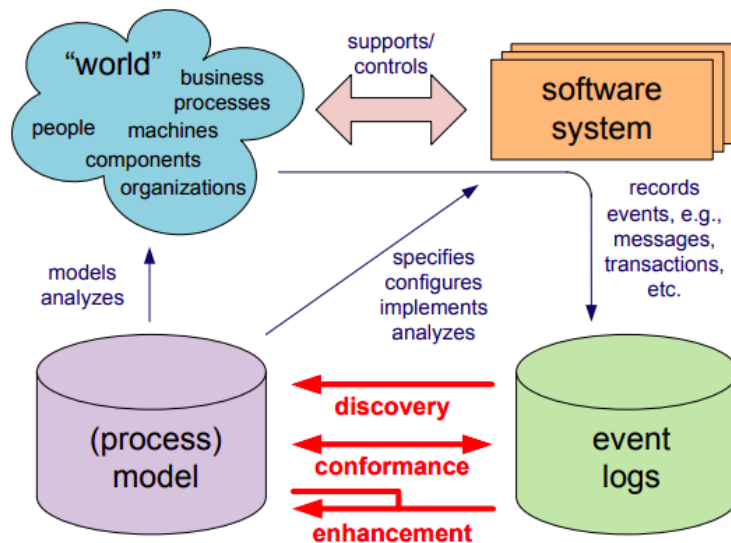 “world”
business
processes
people
machines
components
organizations
supports/
controls
software
system
models
analyzes
specifies
configures
implements
analyzes
records
events, e.g.,
messages,
transactions,
etc.
(process)
model
discovery
conformance
enhancement
event
logs